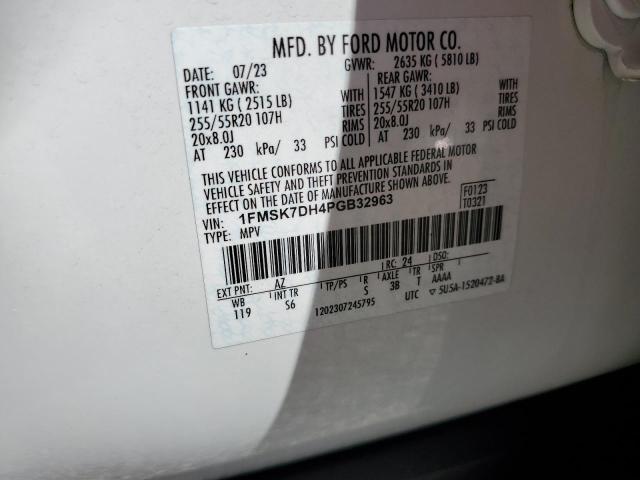 MFD. BY FORD MOTOR CO.
DATE: 07/23 GVWR: 2635 KG ( 5810 LB)
FRONT GAWR: REAR GAWR:
1141 KG ( 2515 LB) WITH 1547 KG ( 3410 LB) WITH
255/55R20 107H TIRES 255/55R20 107H TIRES
20x8.0J RIMS 20x8.0J RIMS
AT 230 kPa/ 33 PSI COLD AT 230 kPa/ 33 PSI COLD
THIS VEHICLE CONFORMS TO ALL APPLICABLE FEDERAL MOTOR
VEHICLE SAFETY AND THEFT PREVENTION STANDARDS IN
EFFECT ON THE DATE OF MANUFACTURE SHOWN ABOVE.
VIN: 1FMSK7DH4PGB32963 F0123
TYPE: MPV T0321
EXT PNT: AZ RC: 24 DSO:
WB INT TR TP/PS R AXLE TR SPR
119 S6 S 3B T AAAA
1202307245795 UTC 5U5A-1520472-BA